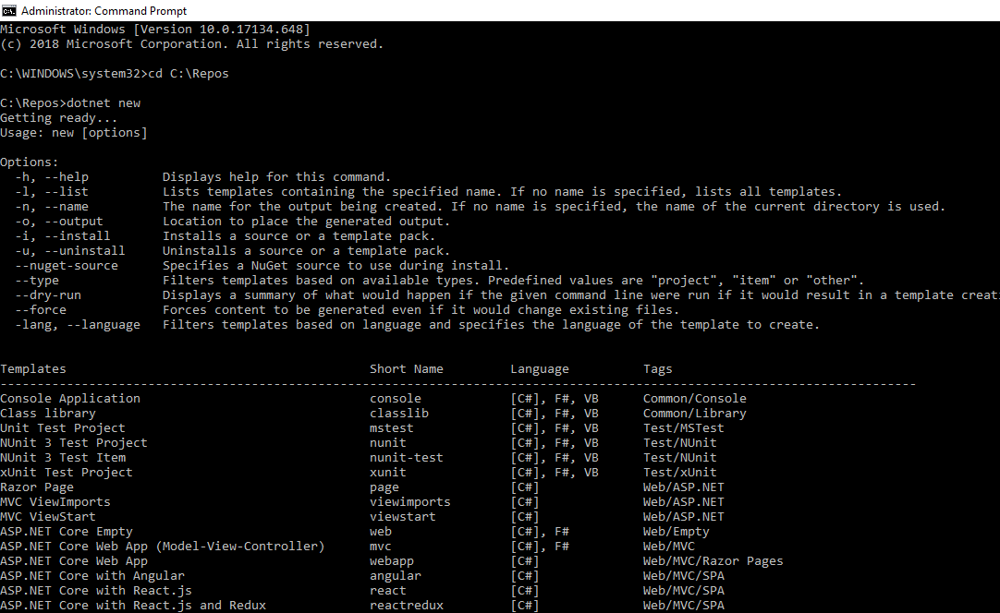 Administrator: Command Prompt
Microsoft Windows [Version 10.0.17134.648]
(c) 2018 Microsoft Corporation. All rights reserved.
C:\WINDOWS\system32>cd C:\Repos
C:\Repos>dotnet new
Getting ready...
Usage: new [options]
Options:
-h, --help Displays help for this command.
-l, --list Lists templates containing the specified name. If no name is specified, lists all templates.
-n, --name The name for the output being created. If no name is specified, the name of the current directory is used.
-o, --output Location to place the generated output.
-i, --install Installs a source or a template pack.
-u, --uninstall Uninstalls a source or a template pack.
--nuget-source Specifies a NuGet source to use during install.
--type Filters templates based on available types. Predefined values are "project", "item" or "other".
--dry-run Displays a summary of what would happen if the given command line were run if it would result in a template creati
--force Forces content to be generated even if it would change existing files.
-lang, --language Filters templates based on language and specifies the language of the template to create.
Templates Short Name Language Tags
----------------------------------------------------------------------------------------------------------------------------
Console Application console [C#], F#, VB Common/Console
Class library classlib [C#], F#, VB Common/Library
Unit Test Project mstest [C#], F#, VB Test/MSTest
NUnit 3 Test Project nunit [C#], F#, VB Test/NUnit
NUnit 3 Test Item nunit-test [C#], F#, VB Test/NUnit
xUnit Test Project xunit [C#], F#, VB Test/xUnit
Razor Page page [C#] Web/ASP.NET
MVC ViewImports viewimports [C#] Web/ASP.NET
MVC ViewStart viewstart [C#] Web/ASP.NET
ASP.NET Core Empty web [C#], F# Web/Empty
ASP.NET Core Web App (Model-View-Controller) mvc [C#], F# Web/MVC
ASP.NET Core Web App webapp [C#] Web/MVC/Razor Pages
ASP.NET Core with Angular angular [C#] Web/MVC/SPA
ASP.NET Core with React.js react [C#] Web/MVC/SPA
ASP.NET Core with React.js and Redux reactredux [C#] Web/MVC/SPA